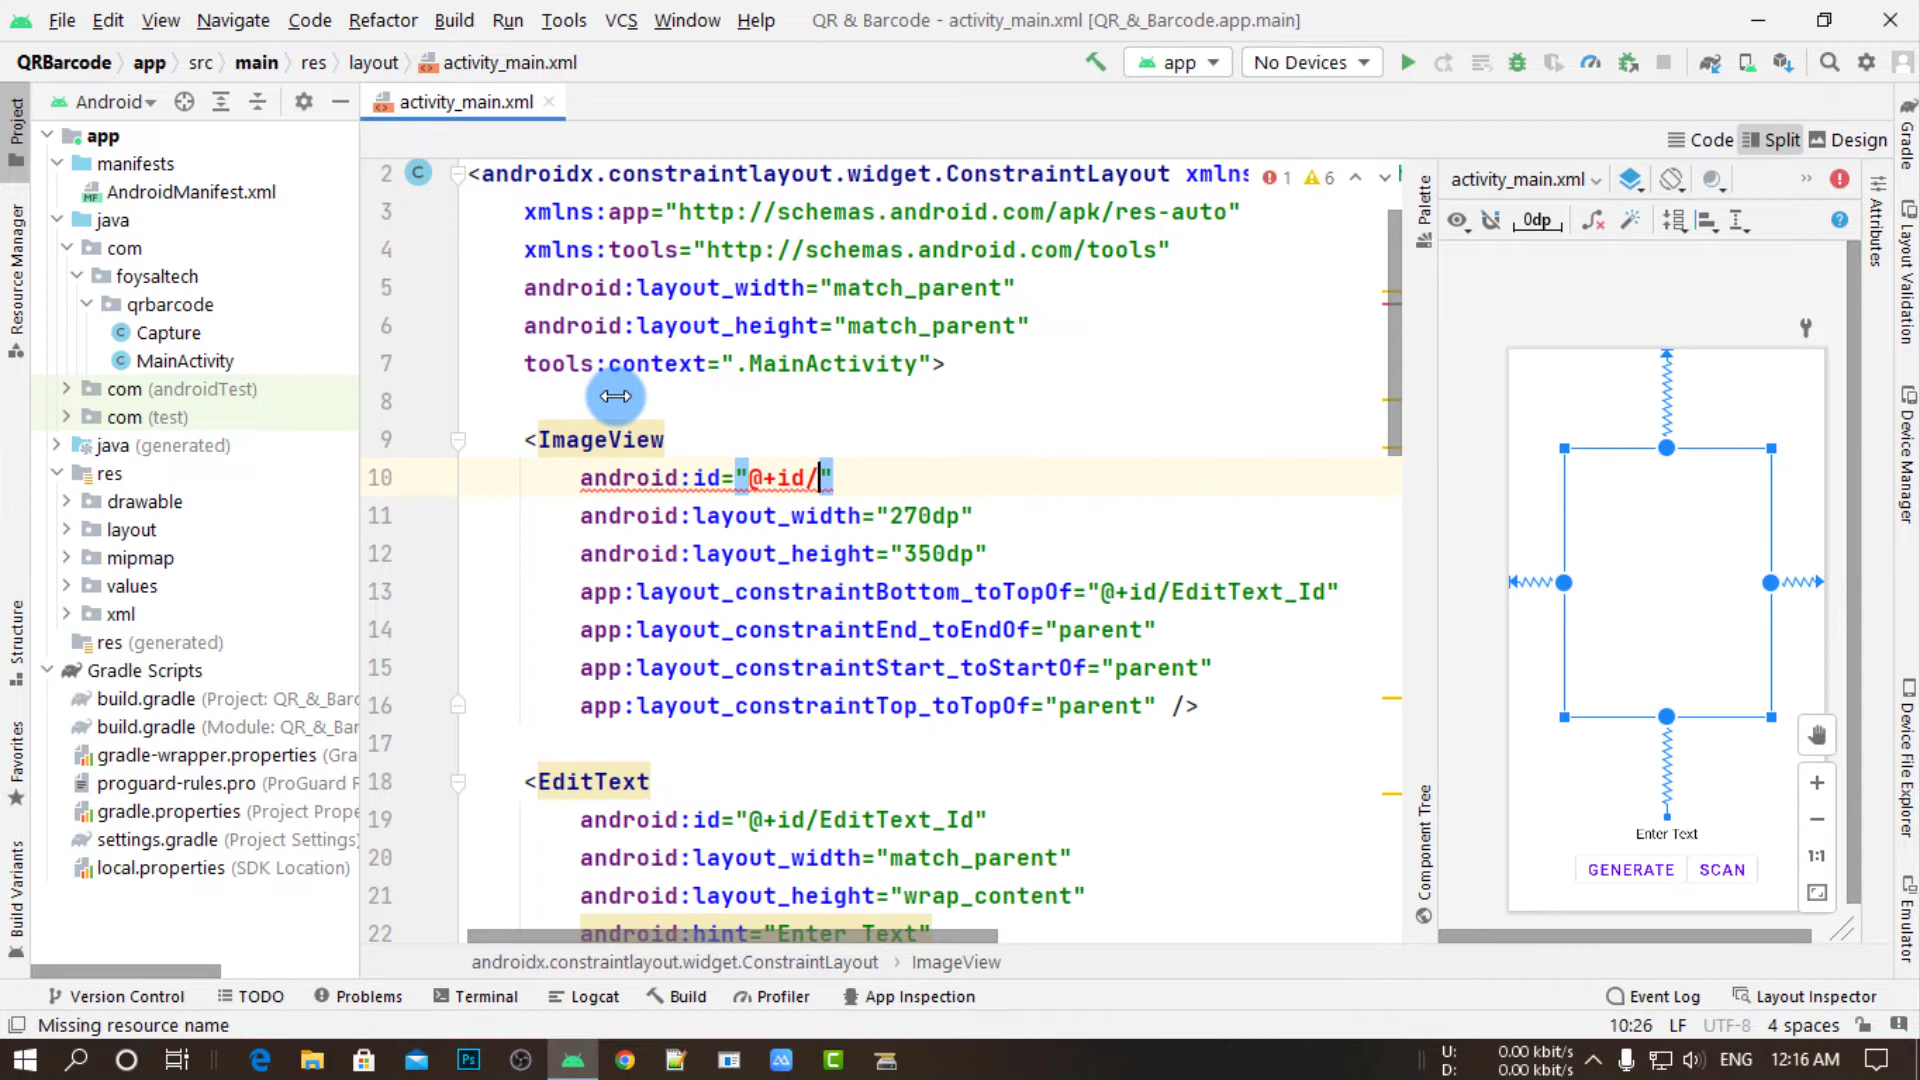 File Edit View Navigate Code Refactor Build Run Tools VCS Window Help QR & Barcode - activity_main.xml [QR_&_Barcode.app.main]
QRBarcode app src main res layout activity_main.xml app No Devices
Project
Resource Manager
Structure
Favorites
Build Variants
Android
app
manifests
AndroidManifest.xml
java
com
foysaltech
qrbarcode
Capture
MainActivity
com (androidTest)
com (test)
java (generated)
res
drawable
layout
mipmap
values
xml
res (generated)
Gradle Scripts
build.gradle (Project: QR_&_Barc
build.gradle (Module: QR_&_Bar
gradle-wrapper.properties (Gra
proguard-rules.pro (ProGuard R
gradle.properties (Project Prope
settings.gradle (Project Settings)
local.properties (SDK Location)
activity_main.xml
Code Split Design
2 <androidx.constraintlayout.widget.ConstraintLayout xmlns 1 6
3 xmlns:app="http://schemas.android.com/apk/res-auto"
4 xmlns:tools="http://schemas.android.com/tools"
5 android:layout_width="match_parent"
6 android:layout_height="match_parent"
7 tools:context=".MainActivity">
8
9 <ImageView
10 android:id="@+id/"
11 android:layout_width="270dp"
12 android:layout_height="350dp"
13 app:layout_constraintBottom_toTopOf="@+id/EditText_Id"
14 app:layout_constraintEnd_toEndOf="parent"
15 app:layout_constraintStart_toStartOf="parent"
16 app:layout_constraintTop_toTopOf="parent" />
17
18 <EditText
19 android:id="@+id/EditText_Id"
20 android:layout_width="match_parent"
21 android:layout_height="wrap_content"
22 android:hint="Enter Text"
androidx.constraintlayout.widget.ConstraintLayout ImageView
Palette
Component Tree
activity_main.xml
0dp
Enter Text
GENERATE SCAN
1:1
Attributes
Gradle
Layout Validation
Device Manager
Device File Explorer
Emulator
Version Control TODO Problems Terminal Logcat Build Profiler App Inspection Event Log Layout Inspector
Missing resource name 10:26 LF UTF-8 4 spaces
U: 0.00 kbit/s
D: 0.00 kbit/s
ENG 12:16 AM